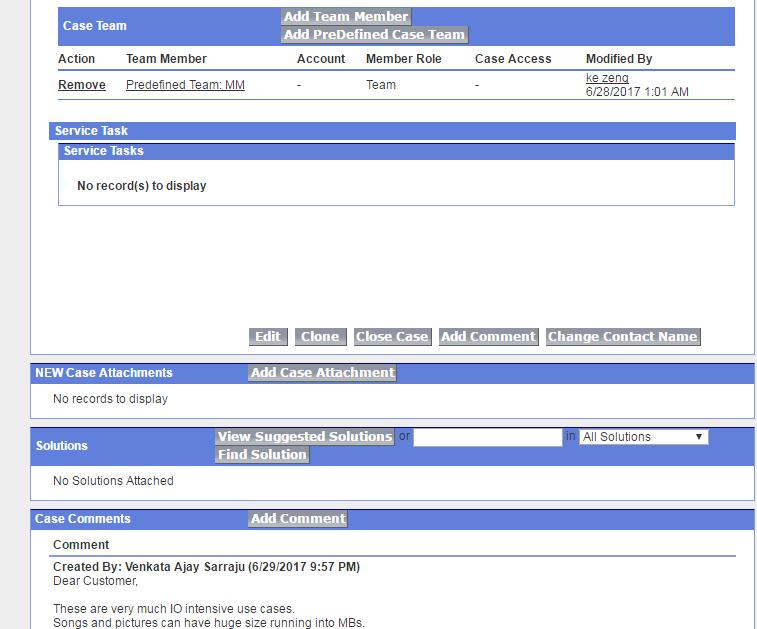 Case Team
Add Team Member
Add PreDefined Case Team
Action Team Member Account Member Role Case Access Modified By
Remove Predefined Team: MM - Team - ke zeng
6/28/2017 1:01 AM
Service Task
Service Tasks
No record(s) to display
Edit Clone Close Case Add Comment Change Contact Name
NEW Case Attachments Add Case Attachment
No records to display
Solutions View Suggested Solutions or in All Solutions
Find Solution
No Solutions Attached
Case Comments Add Comment
Comment
Created By: Venkata Ajay Sarraju (6/29/2017 9:57 PM)
Dear Customer,
These are very much IO intensive use cases.
Songs and pictures can have huge size running into MBs.